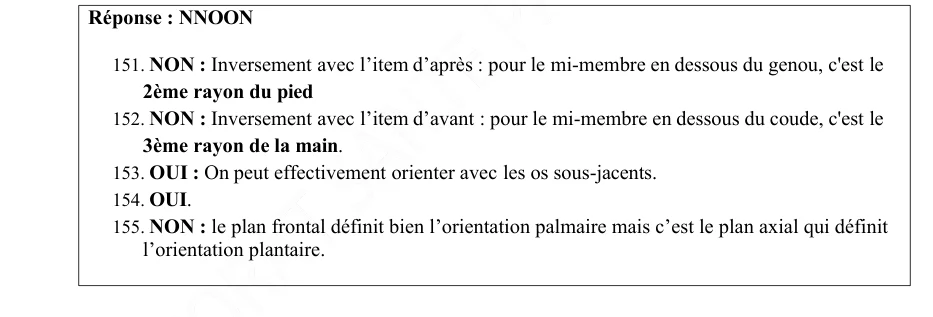 Réponse : NNOON
151. NON : Inversement avec l’item d’après : pour le mi-membre en dessous du genou, c'est le
2ème rayon du pied
152. NON : Inversement avec l’item d’avant : pour le mi-membre en dessous du coude, c'est le
3ème rayon de la main.
153. OUI : On peut effectivement orienter avec les os sous-jacents.
154. OUI.
155. NON : le plan frontal définit bien l’orientation palmaire mais c’est le plan axial qui définit
l’orientation plantaire.